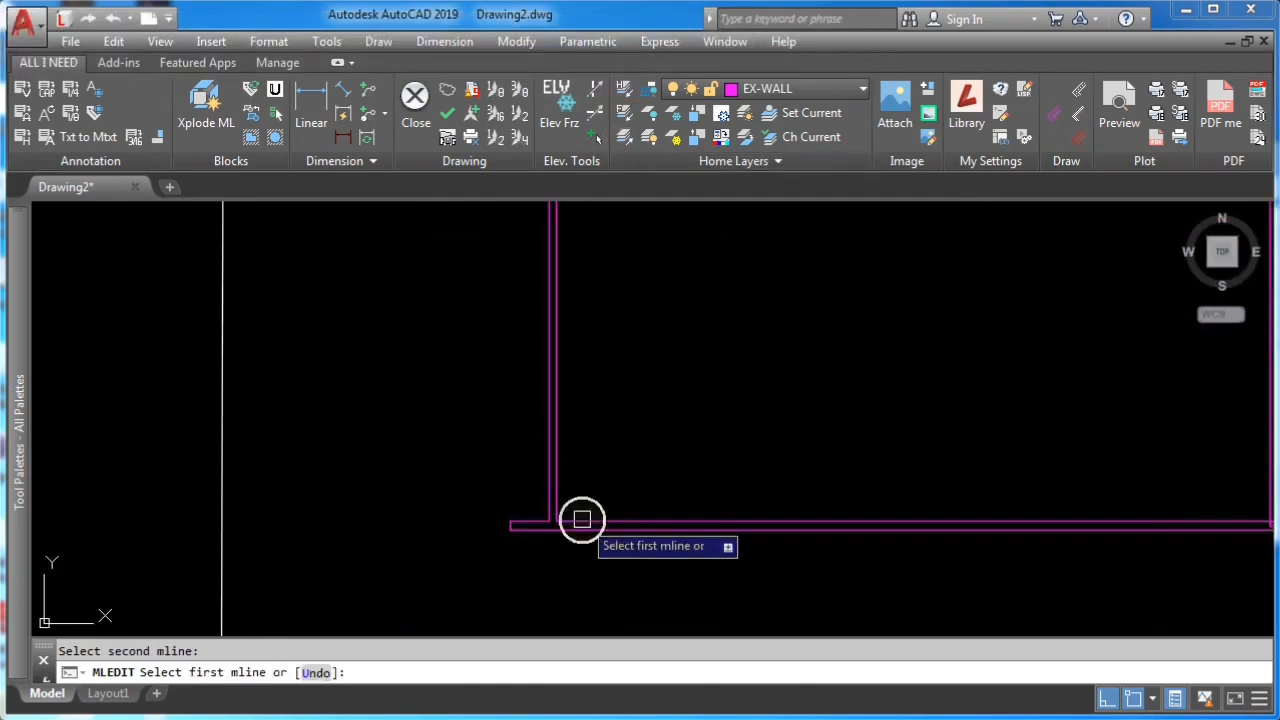 Autodesk AutoCAD 2019 Drawing2.dwg
Type a keyword or phrase
Sign In
File Edit View Insert Format Tools Draw Dimension Modify Parametric Express Window Help
ALL I NEED Add-ins Featured Apps Manage
Txt to Mtxt
Annotation
Xplode ML
Blocks
Linear
Dimension
Close
Drawing
ELV
Elev Frz
Elev. Tools
EX-WALL
Set Current
Ch Current
Home Layers
Attach
Image
Library
My Settings
Draw
Preview
Plot
PDF
PDF me
PDF
Drawing2*
N
W TOP E
S
WCS
Tool Palettes - All Palettes
Select first mline or
Y
X
Select second mline:
MLEDIT Select first mline or [Undo]:
Model Layout1